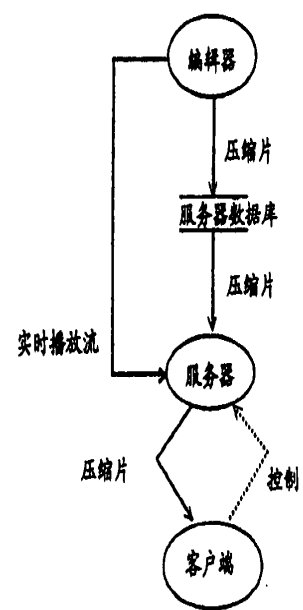 编辑器
压缩片
服务器数据库
压缩片
实时播放流
服务器
压缩片
控制
客户端